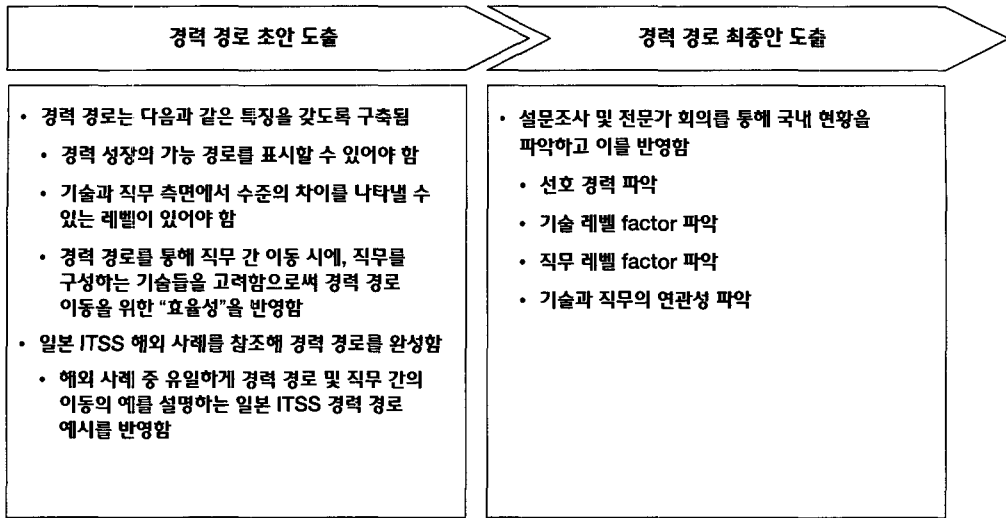 경력 경로 초안 도출
경력 경로 최종안 도출
• 경력 경로는 다음과 같은 특징을 갖도록 구축됨
• 경력 성장의 가능 경로를 표시할 수 있어야 함
• 기술과 직무 측면에서 수준의 차이를 나타낼 수
있는 레벨이 있어야 함
• 경력 경로를 통해 직무 간 이동 시에, 직무를
구성하는 기술들을 고려함으로써 경력 경로
이동을 위한 “효율성”을 반영함
• 일본 ITSS 해외 사례를 참조해 경력 경로를 완성함
• 해외 사례 중 유일하게 경력 경로 및 직무 간의
이동의 예를 설명하는 일본 ITSS 경력 경로
예시를 반영함
• 설문조사 및 전문가 회의를 통해 국내 현황을
파악하고 이를 반영함
• 선호 경력 파악
• 기술 레벨 factor 파악
• 직무 레벨 factor 파악
• 기술과 직무의 연관성 파악